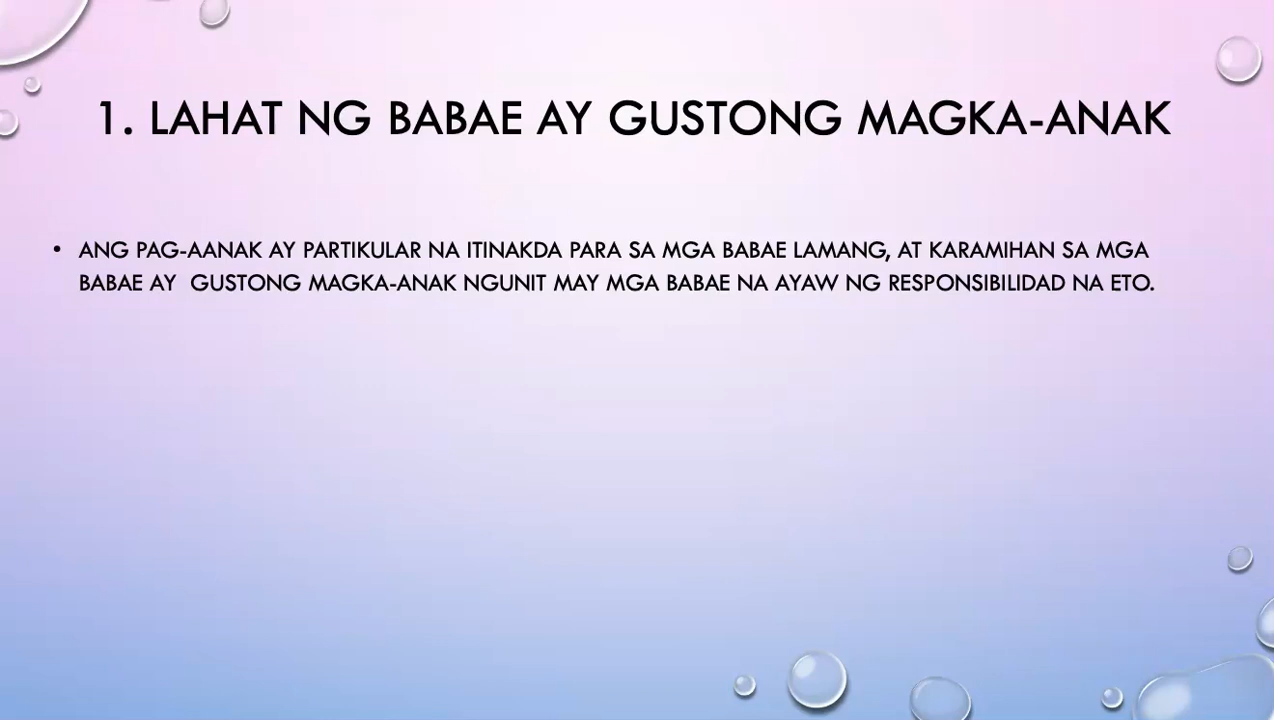 1. LAHAT NG BABAE AY GUSTONG MAGKA-ANAK
• ANG PAG-AANAK AY PARTIKULAR NA ITINAKDA PARA SA MGA BABAE LAMANG, AT KARAMIHAN SA MGA
BABAE AY  GUSTONG MAGKA-ANAK NGUNIT MAY MGA BABAE NA AYAW NG RESPONSIBILIDAD NA ETO.